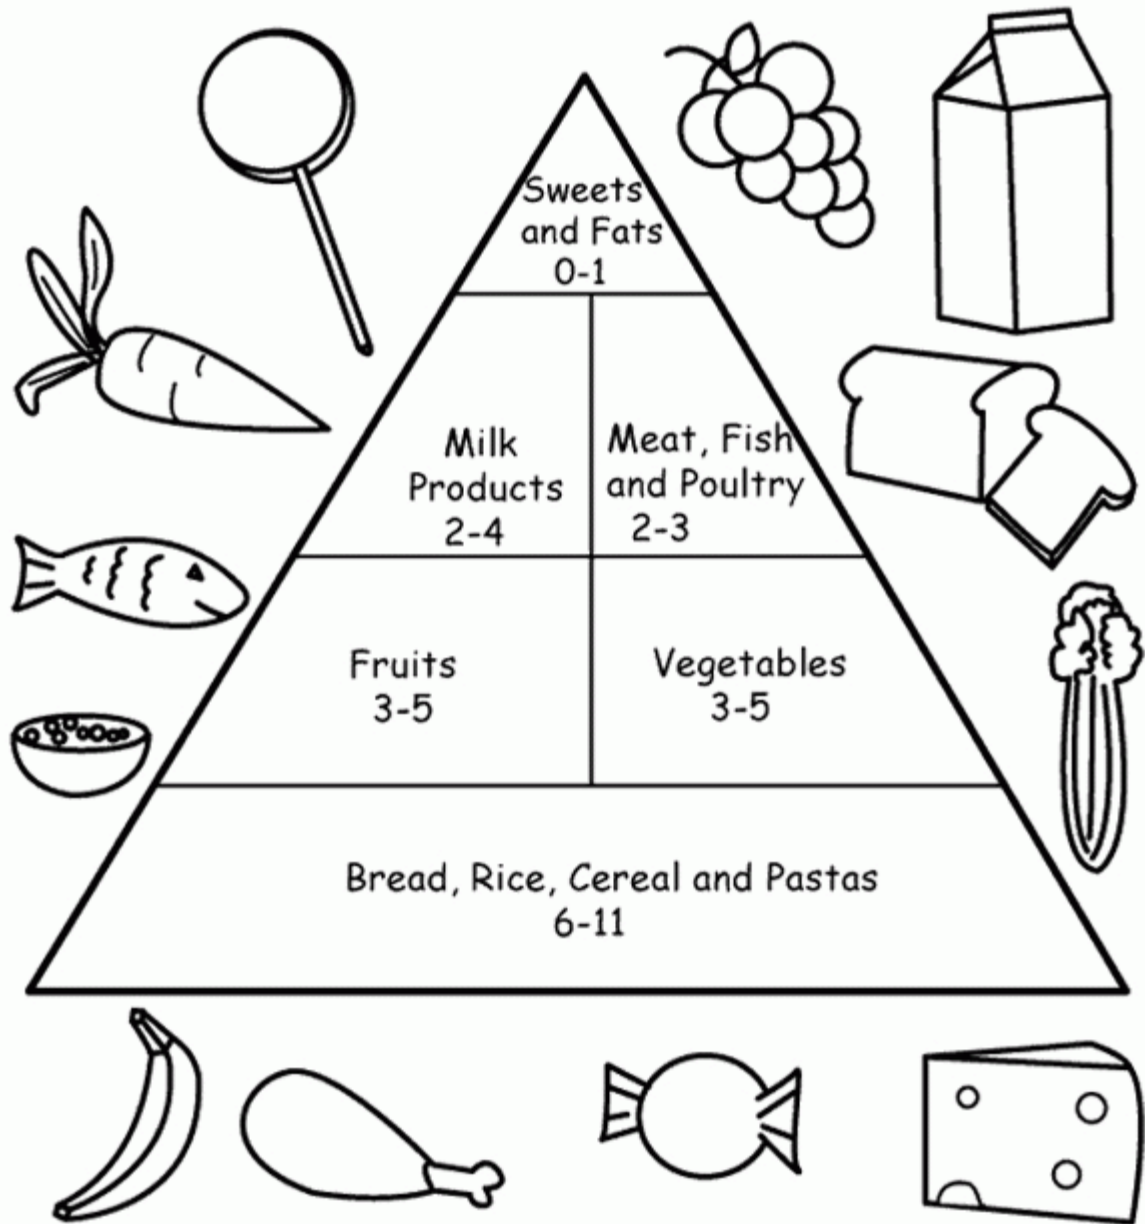 Sweets
and Fats
0-1
Milk
Products
2-4
Meat, Fish
and Poultry
2-3
Fruits
3-5
Vegetables
3-5
Bread, Rice, Cereal and Pastas
6-11